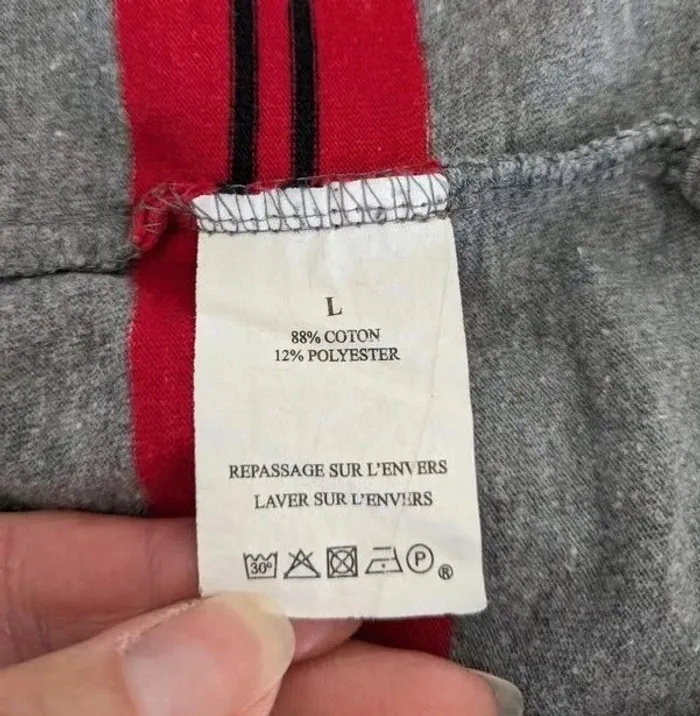 L
88% COTON
12% POLYESTER
REPASSAGE SUR L'ENVERS
LAVER SUR L'ENVERS
30° P ®